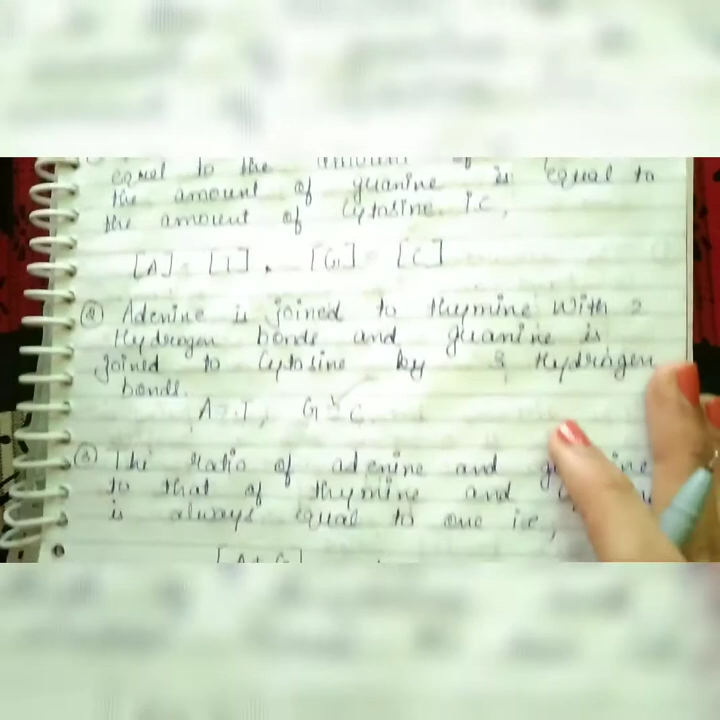 equal to the amount of
the amount of guanine is equal to
the amount of Cytosine. i.e,
[A] = [T], [G] = [C]
② Adenine is joined to thymine with 2
Hydrogen bonds and guanine is
joined to Cytosine by 3 Hydrogen
bonds.
A=T, G≡C
③ The ratio of adenine and
to that of thymine and
is always equal to one i.e,
[A+G]